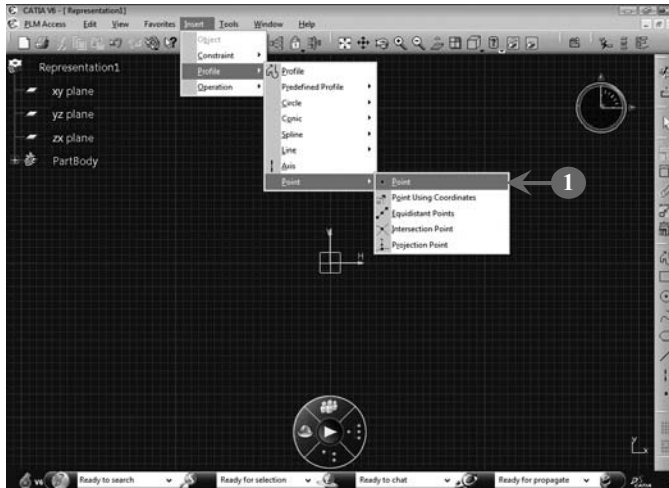 CATIA V6 - [ Representation1]
PLM Access Edit View Favorites Insert Tools Window Help
Object
Constraint
Profile
Operation
Profile
Predefined Profile
Circle
Conic
Spline
Line
Axis
Point
Point
Point Using Coordinates
Equidistant Points
Intersection Point
Projection Point
1
Representation1
xy plane
yz plane
zx plane
PartBody
V
H
y
x
V6 Ready to search Ready for selection Ready to chat Ready for propagate